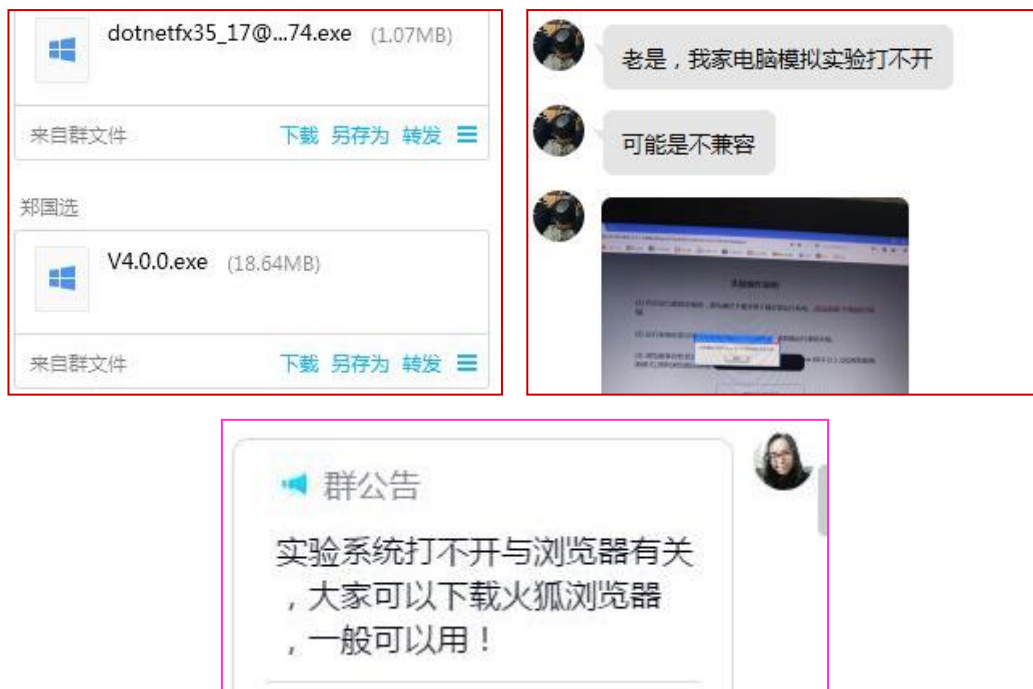 dotnetfx35_17@...74.exe (1.07MB)
来自群文件 下载 另存为 转发
郑国选
V4.0.0.exe (18.64MB)
来自群文件 下载 另存为 转发
老是，我家电脑模拟实验打不开
可能是不兼容
群公告
实验系统打不开与浏览器有关
，大家可以下载火狐浏览器
，一般可以用！